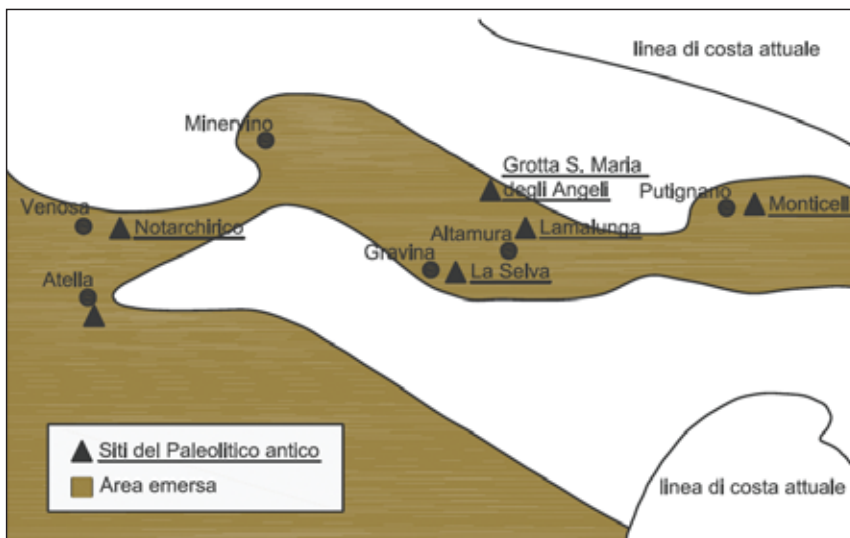 linea di costa attuale
Minervino
Grotta S. Maria
degli Angeli
Putignano
Monticell
Venosa
Notarchirico
Altamura
Lamalunga
Gravina
La Selva
Atella
Siti del Paleolitico antico
Area emersa
linea di costa attuale